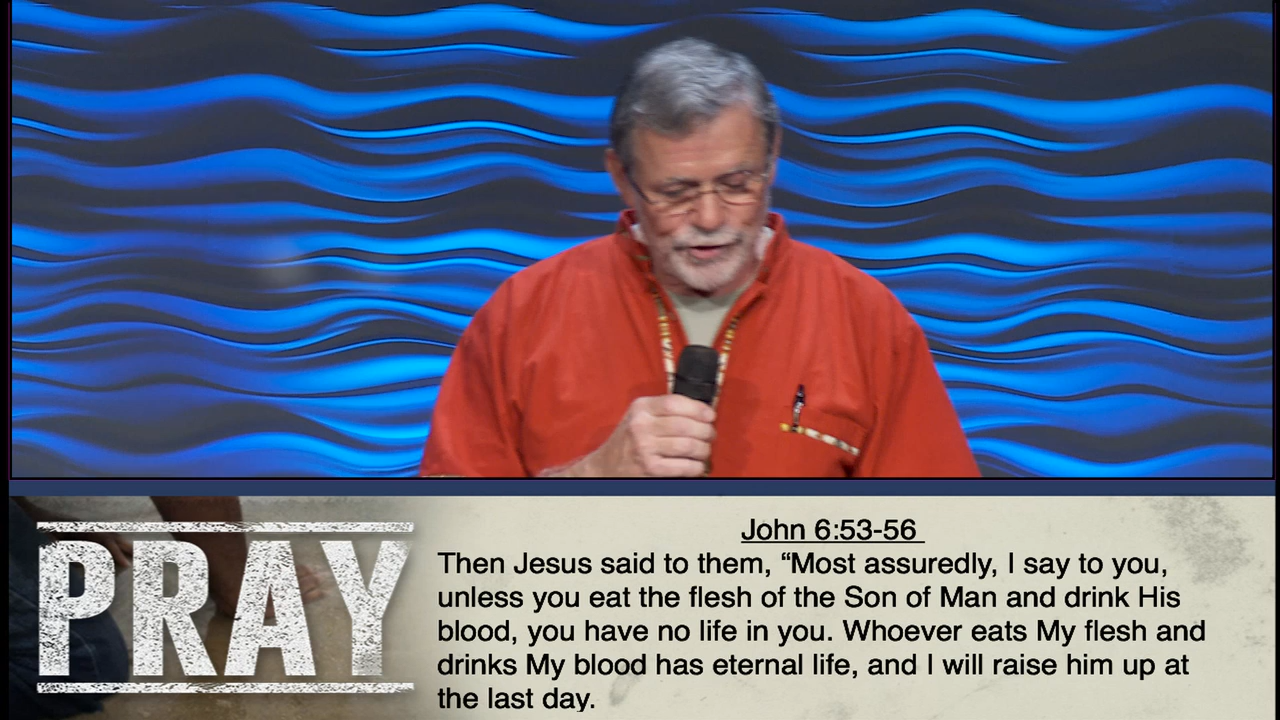 PRAY
John 6:53-56
Then Jesus said to them, “Most assuredly, I say to you,
unless you eat the flesh of the Son of Man and drink His
blood, you have no life in you. Whoever eats My flesh and
drinks My blood has eternal life, and I will raise him up at
the last day.